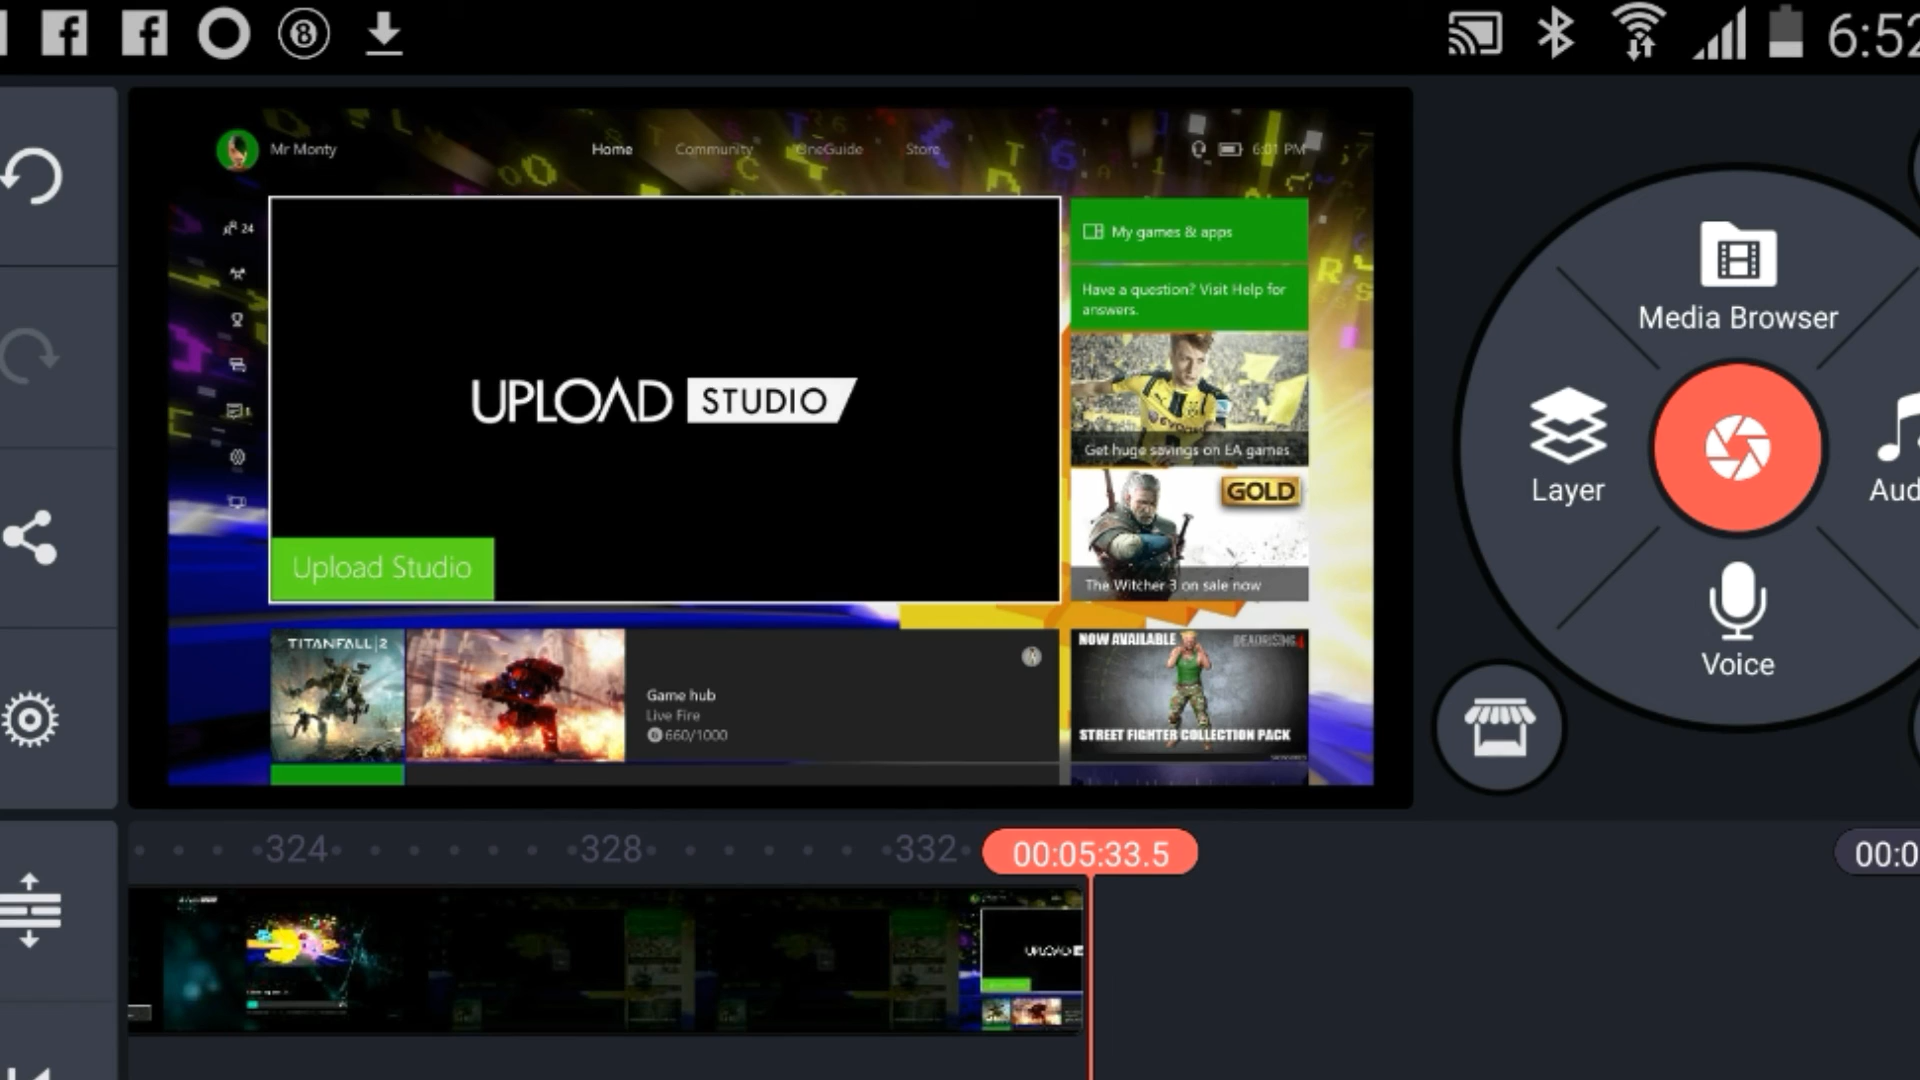 6:52
Mr Monty
Home
Community
OneGuide
Store
6:01 PM
24
My games & apps
Have a question? Visit Help for
answers.
UPLOAD STUDIO
Upload Studio
Get huge savings on EA games
GOLD
The Witcher 3 on sale now
TITANFALL|2
Game hub
Live Fire
660/1000
NOW AVAILABLE
DEADRISING 4
STREET FIGHTER COLLECTION PACK
Media Browser
Layer
Aud
Voice
324
328
332
00:05:33.5
00:0